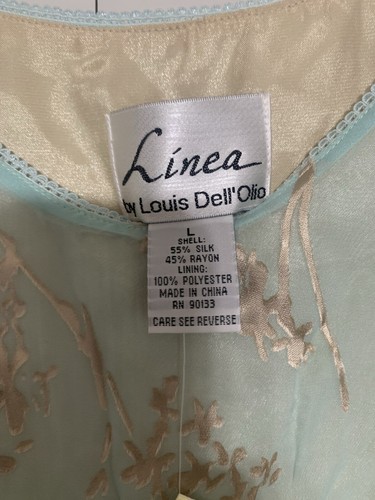 Linea
by Louis Dell'Olio
L
SHELL:
55% SILK
45% RAYON
LINING:
100% POLYESTER
MADE IN CHINA
RN 90133
CARE SEE REVERSE